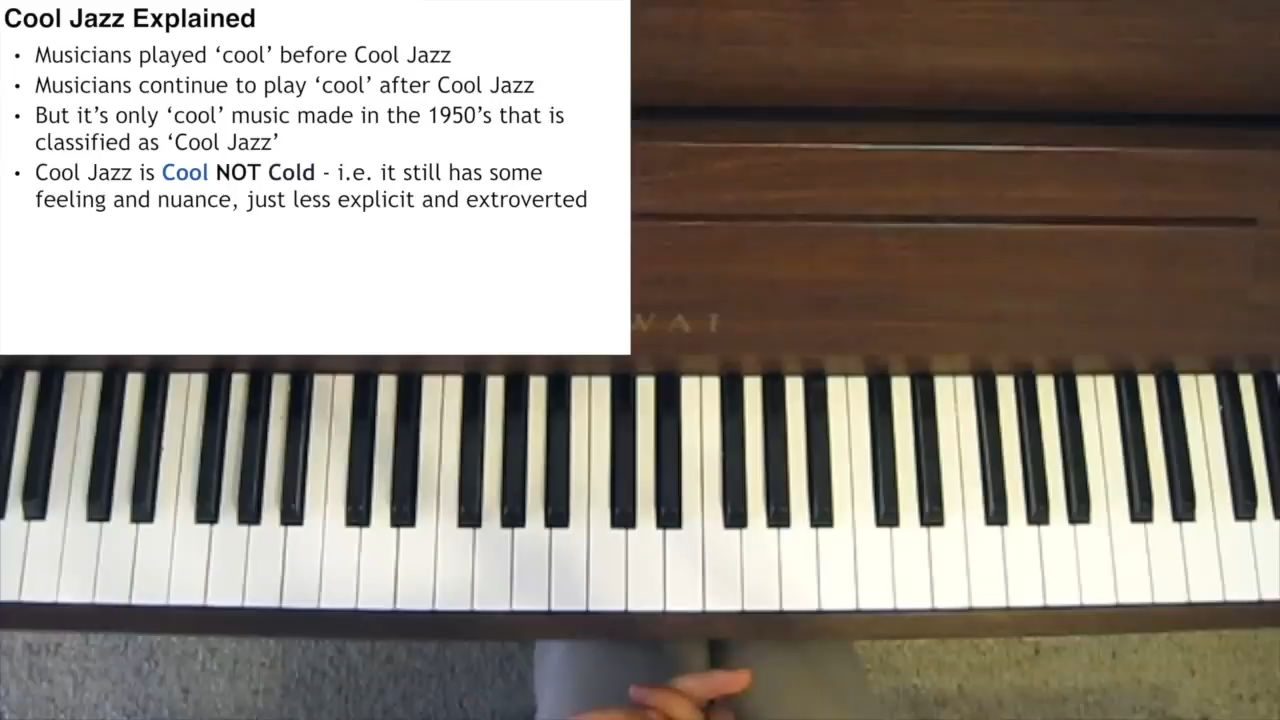 Cool Jazz Explained
• Musicians played ‘cool’ before Cool Jazz
• Musicians continue to play ‘cool’ after Cool Jazz
• But it’s only ‘cool’ music made in the 1950’s that is
classified as ‘Cool Jazz’
• Cool Jazz is Cool NOT Cold - i.e. it still has some
feeling and nuance, just less explicit and extroverted
WAI